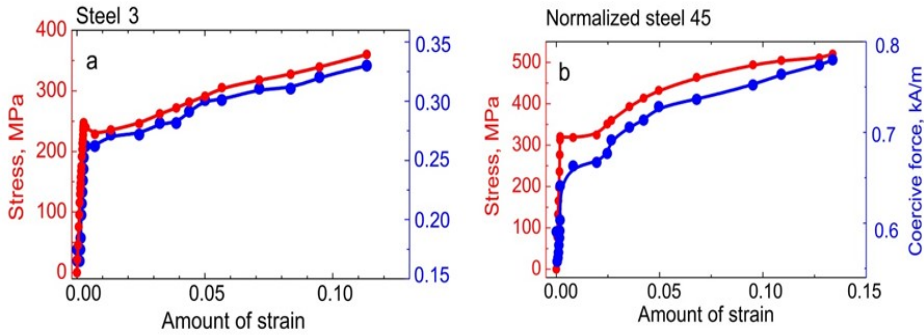 Steel 3
a
Stress, MPa
400
300
200
100
0
0.35
0.30
0.25
0.20
0.15
0.00 0.05 0.10
Amount of strain
Normalized steel 45
b
Stress, MPa
500
400
300
200
100
0
0.8
0.7
0.6
Coercive force, kA/m
0.00 0.05 0.10 0.15
Amount of strain